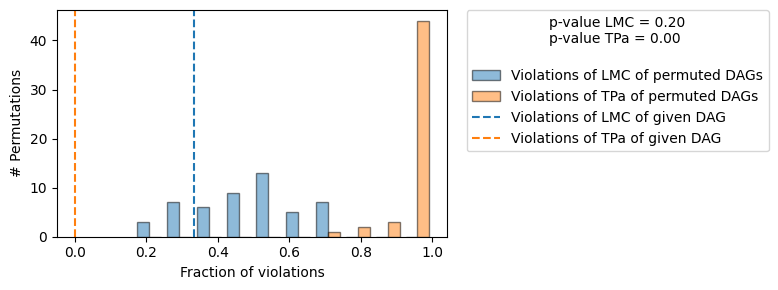 p-value LMC = 0.20
p-value TPa = 0.00
Violations of LMC of permuted DAGs
Violations of TPa of permuted DAGs
Violations of LMC of given DAG
Violations of TPa of given DAG
# Permutations
40
30
20
10
0
0.0 0.2 0.4 0.6 0.8 1.0
Fraction of violations